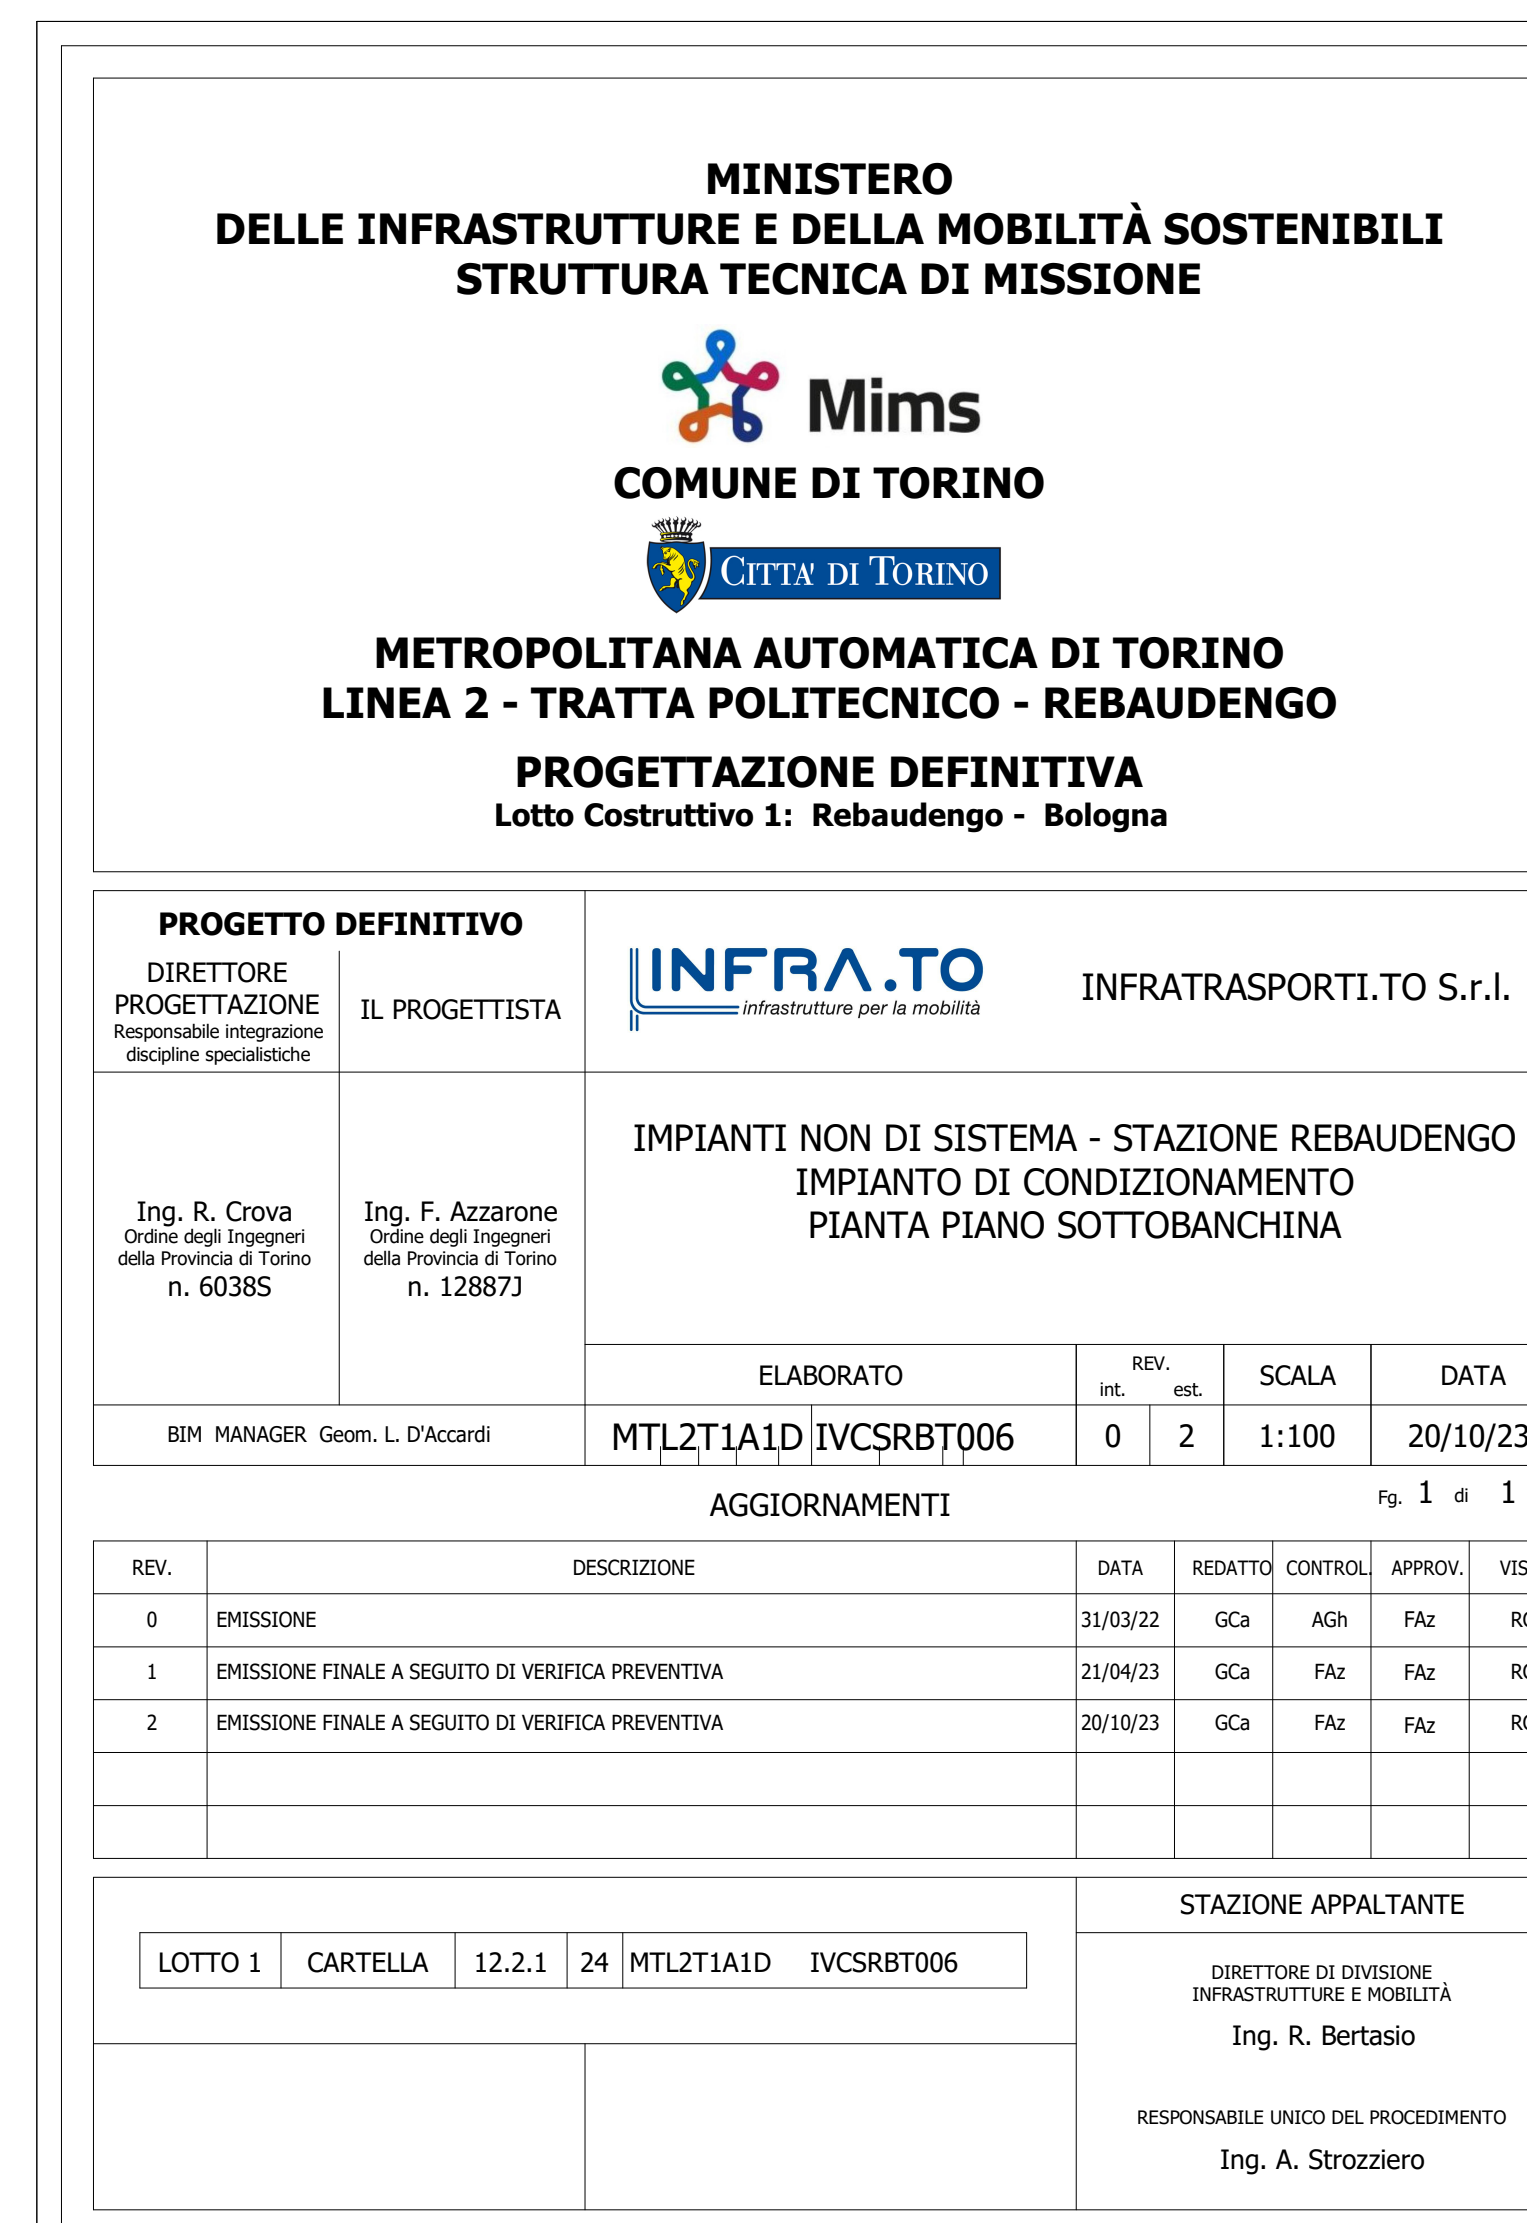 MINISTERO
DELLE INFRASTRUTTURE E DELLA MOBILITÀ SOSTENIBILI
STRUTTURA TECNICA DI MISSIONE
Mims
COMUNE DI TORINO
CITTA' DI TORINO
METROPOLITANA AUTOMATICA DI TORINO
LINEA 2 - TRATTA POLITECNICO - REBAUDENGO
PROGETTAZIONE DEFINITIVA
Lotto Costruttivo 1: Rebaudengo - Bologna
PROGETTO DEFINITIVO
DIRETTORE
PROGETTAZIONE
Responsabile integrazione
discipline specialistiche
IL PROGETTISTA
INFRA.TO
infrastrutture per la mobilità
INFRATRASPORTI.TO S.r.l.
Ing. R. Crova
Ordine degli Ingegneri
della Provincia di Torino
n. 6038S
Ing. F. Azzarone
Ordine degli Ingegneri
della Provincia di Torino
n. 12887J
IMPIANTI NON DI SISTEMA - STAZIONE REBAUDENGO
IMPIANTO DI CONDIZIONAMENTO
PIANTA PIANO SOTTOBANCHINA
ELABORATO
REV.
int. est.
SCALA
DATA
BIM MANAGER Geom. L. D'Accardi
MTL2T1A1D IVCSRBT006
0 2 1:100 20/10/23
AGGIORNAMENTI
Fg. 1 di 1
REV. DESCRIZIONE DATA REDATTO CONTROL. APPROV.
0 EMISSIONE 31/03/22 GCa AGh FAz
1 EMISSIONE FINALE A SEGUITO DI VERIFICA PREVENTIVA 21/04/23 GCa FAz FAz
2 EMISSIONE FINALE A SEGUITO DI VERIFICA PREVENTIVA 20/10/23 GCa FAz FAz
LOTTO 1 CARTELLA 12.2.1 24 MTL2T1A1D IVCSRBT006
STAZIONE APPALTANTE
DIRETTORE DI DIVISIONE
INFRASTRUTTURE E MOBILITÀ
Ing. R. Bertasio
RESPONSABILE UNICO DEL PROCEDIMENTO
Ing. A. Strozziero